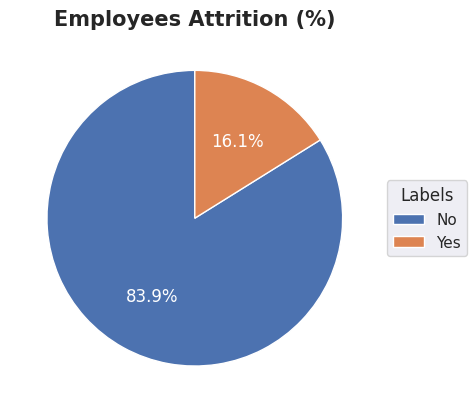 Employees Attrition (%)
16.1%
83.9%
Labels
No
Yes